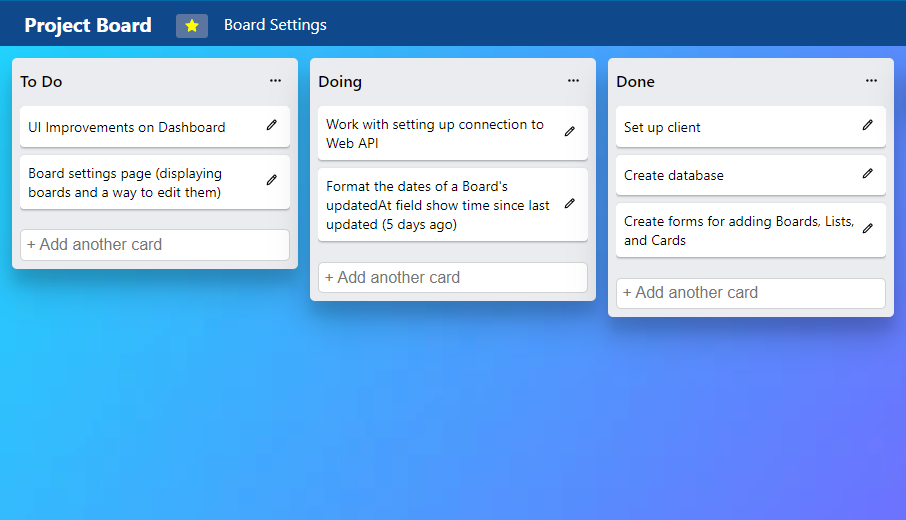 Project Board
Board Settings
To Do
UI Improvements on Dashboard
Board settings page (displaying
boards and a way to edit them)
+ Add another card
Doing
Work with setting up connection to
Web API
Format the dates of a Board's
updatedAt field show time since last
updated (5 days ago)
+ Add another card
Done
Set up client
Create database
Create forms for adding Boards, Lists,
and Cards
+ Add another card